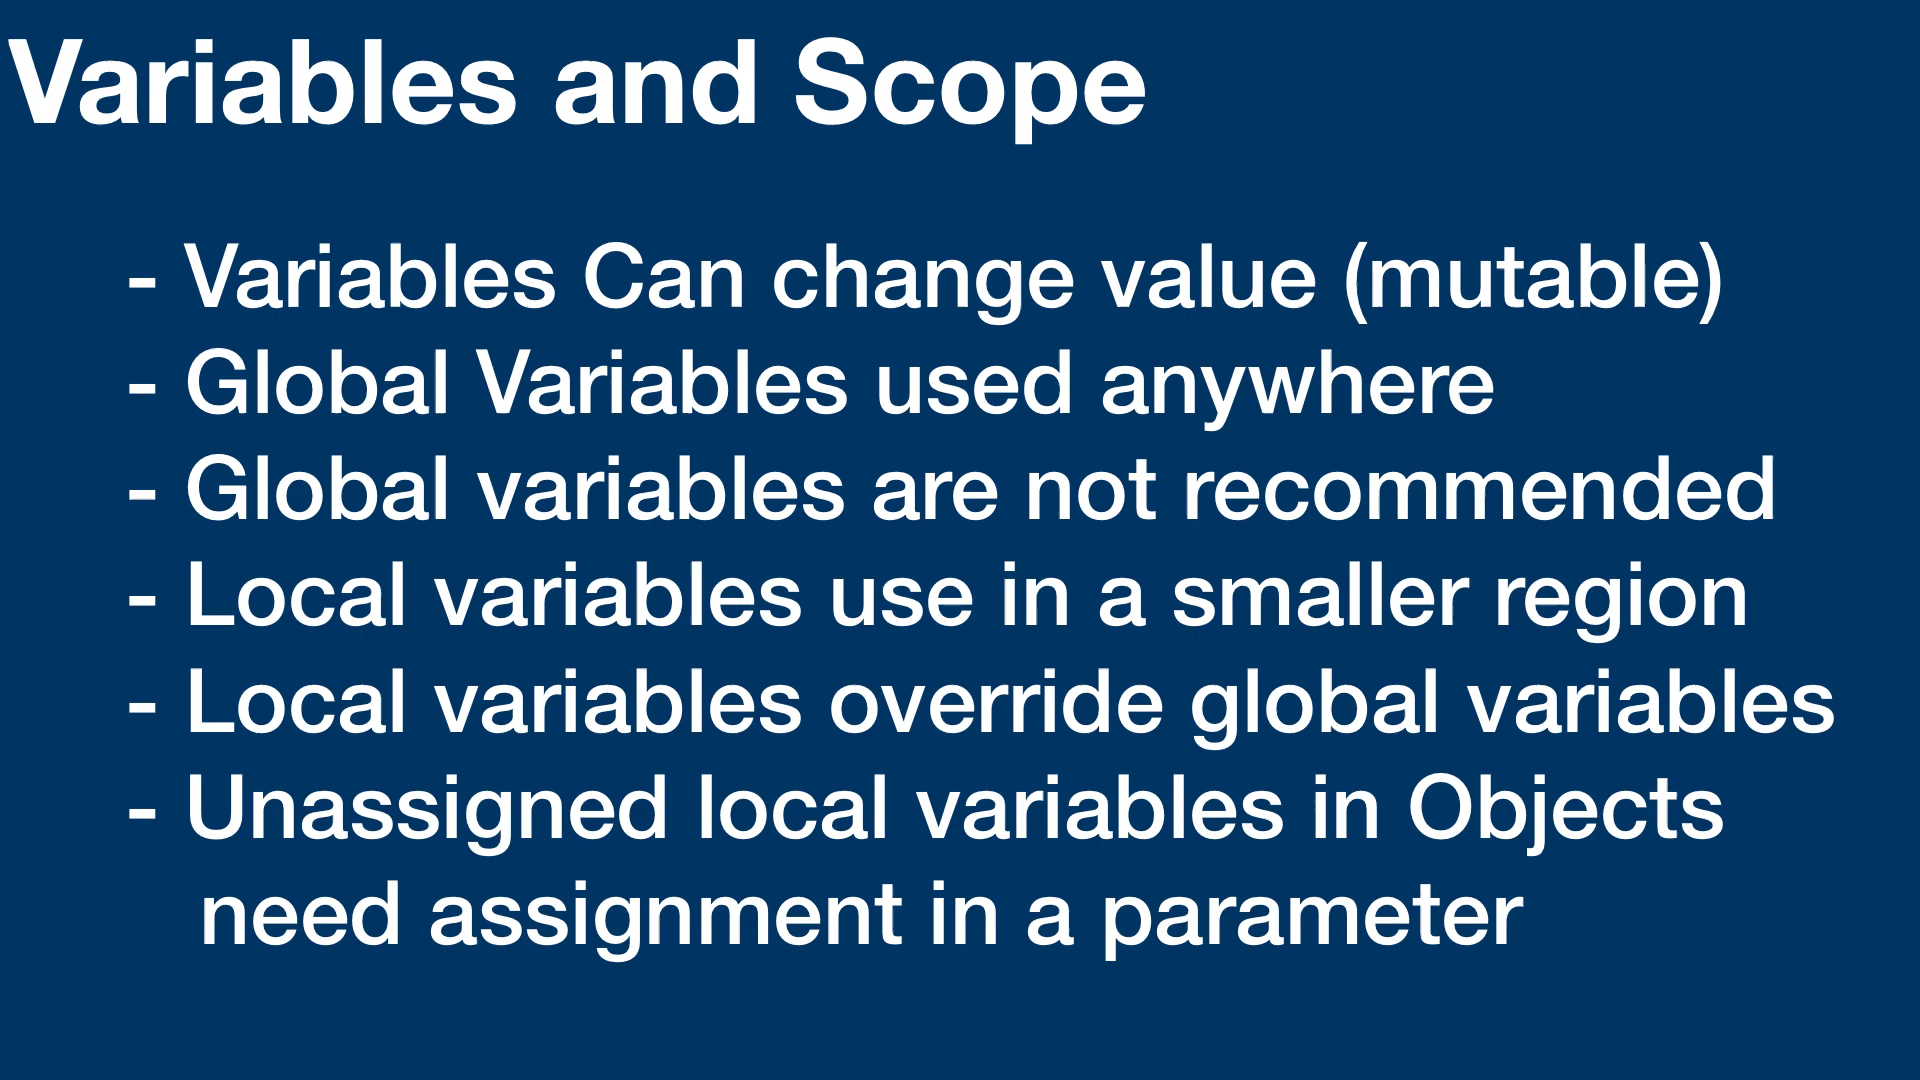 Variables and Scope
- Variables Can change value (mutable)
- Global Variables used anywhere
- Global variables are not recommended
- Local variables use in a smaller region
- Local variables override global variables
- Unassigned local variables in Objects
need assignment in a parameter